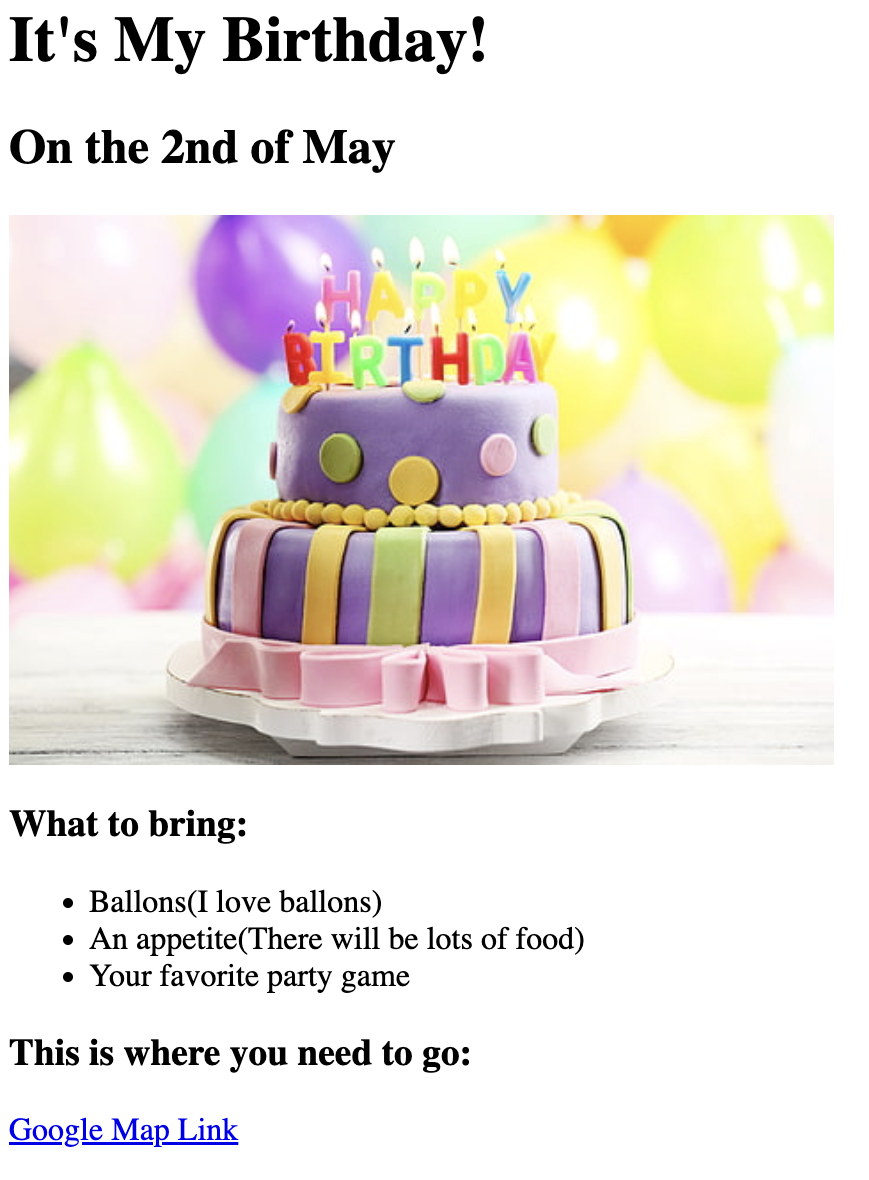 It's My Birthday!
On the 2nd of May
HAPPY
BIRTHDAY
What to bring:
Ballons(I love ballons)
An appetite(There will be lots of food)
Your favorite party game
This is where you need to go:
Google Map Link